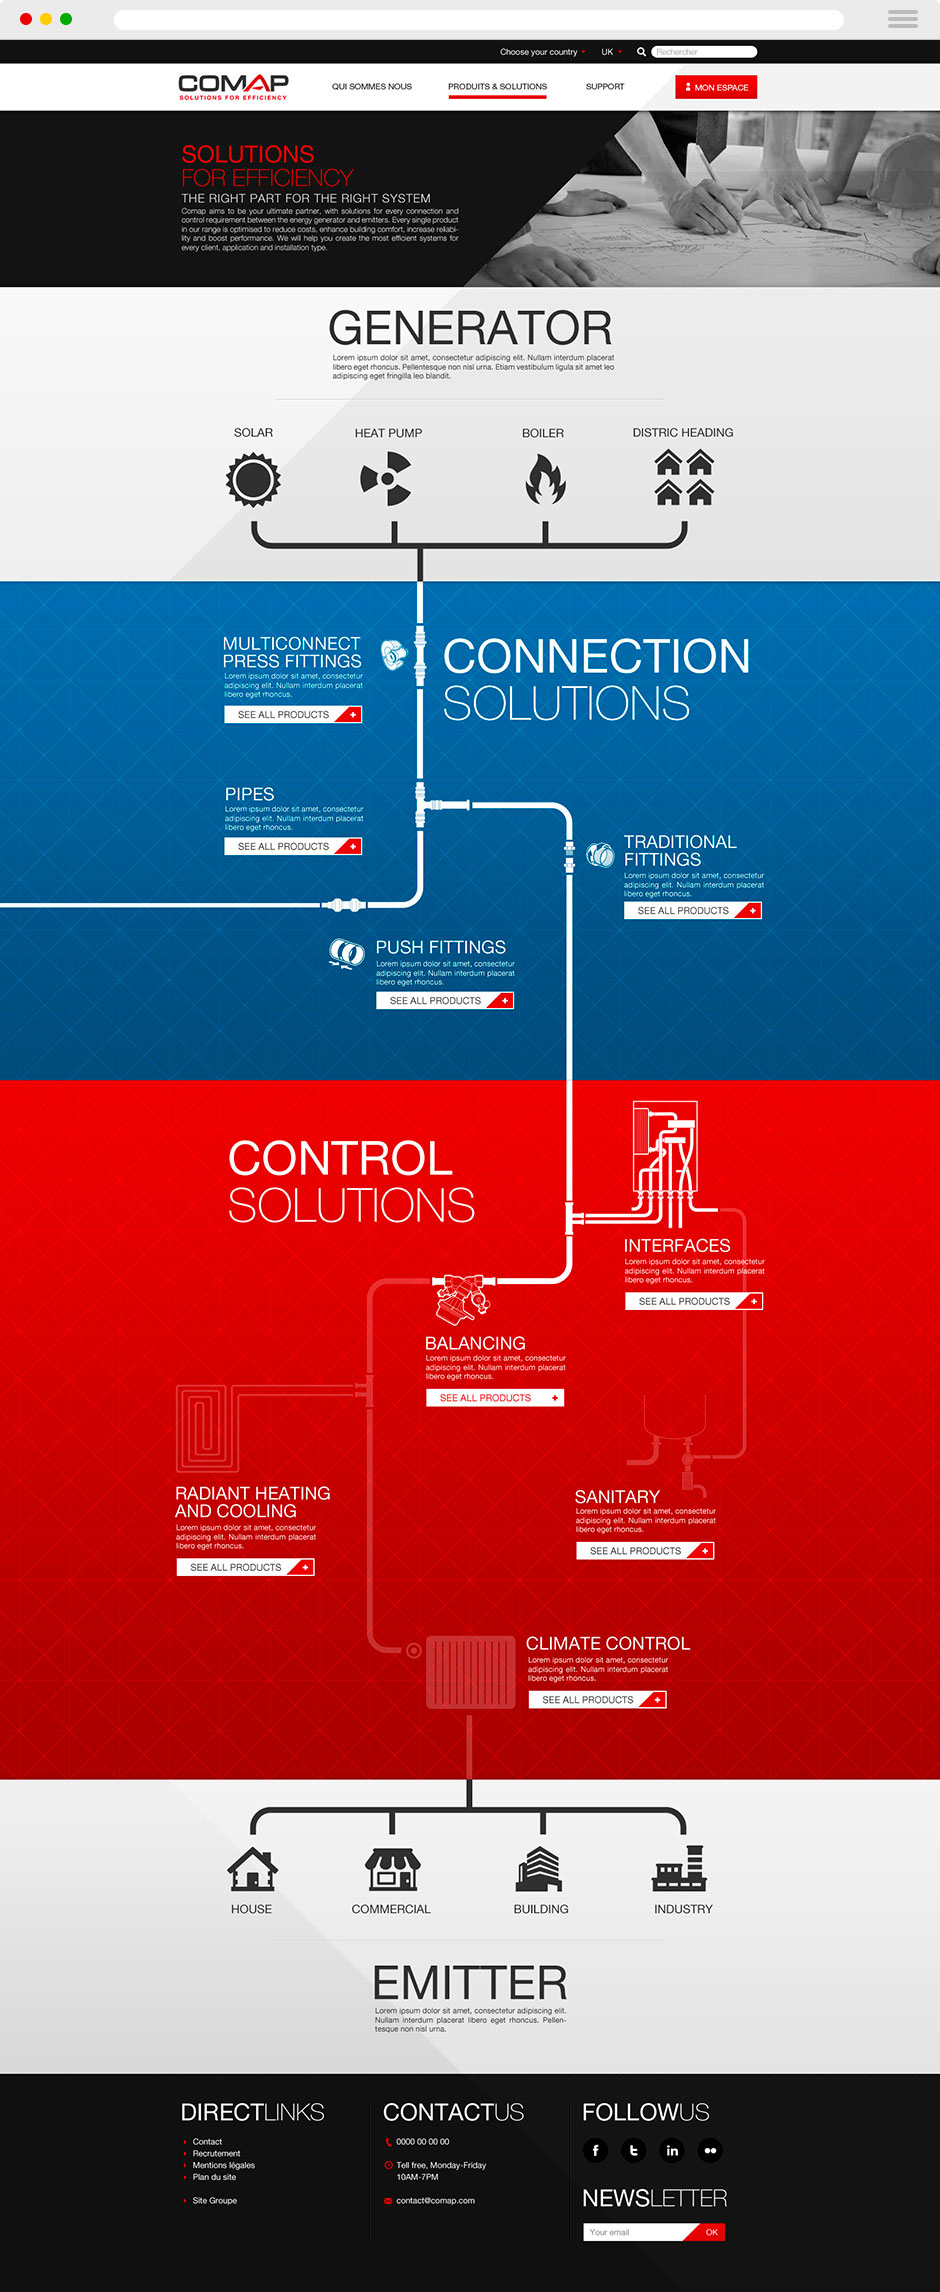 Choose your country
UK
Rechercher
COMAP
SOLUTIONS FOR EFFICIENCY
QUI SOMMES NOUS
PRODUITS & SOLUTIONS
SUPPORT
MON ESPACE
SOLUTIONS
FOR EFFICIENCY
THE RIGHT PART FOR THE RIGHT SYSTEM
Comap aims to be your ultimate partner, with solutions for every connection and
control requirement between the energy generator and emitters. Every single product
in our range is optimised to reduce costs, enhance building comfort, increase reliabi-
lity and boost performance. We will help you create the most efficient systems for
every client, application and installation type.
GENERATOR
Lorem ipsum dolor sit amet, consectetur adipiscing elit. Nullam interdum placerat
libero eget rhoncus. Pellentesque non nisl urna. Etiam vestibulum ligula sit amet leo
adipiscing eget fringilla leo blandit.
SOLAR
HEAT PUMP
BOILER
DISTRIC HEADING
MULTICONNECT
PRESS FITTINGS
Lorem ipsum dolor sit amet, consectetur
adipiscing elit. Nullam interdum placerat
libero eget rhoncus.
SEE ALL PRODUCTS +
CONNECTION
SOLUTIONS
PIPES
Lorem ipsum dolor sit amet, consectetur
adipiscing elit. Nullam interdum placerat
libero eget rhoncus.
SEE ALL PRODUCTS +
TRADITIONAL
FITTINGS
Lorem ipsum dolor sit amet, consectetur
adipiscing elit. Nullam interdum placerat
libero eget rhoncus.
SEE ALL PRODUCTS +
PUSH FITTINGS
Lorem ipsum dolor sit amet, consectetur
adipiscing elit. Nullam interdum placerat
libero eget rhoncus.
SEE ALL PRODUCTS +
CONTROL
SOLUTIONS
INTERFACES
Lorem ipsum dolor sit amet, consectetur
adipiscing elit. Nullam interdum placerat
libero eget rhoncus.
SEE ALL PRODUCTS +
BALANCING
Lorem ipsum dolor sit amet, consectetur
adipiscing elit. Nullam interdum placerat
libero eget rhoncus.
SEE ALL PRODUCTS +
RADIANT HEATING
AND COOLING
Lorem ipsum dolor sit amet, consectetur
adipiscing elit. Nullam interdum placerat
libero eget rhoncus.
SEE ALL PRODUCTS +
SANITARY
Lorem ipsum dolor sit amet, consectetur
adipiscing elit. Nullam interdum placerat
libero eget rhoncus.
SEE ALL PRODUCTS +
CLIMATE CONTROL
Lorem ipsum dolor sit amet, consectetur
adipiscing elit. Nullam interdum placerat
libero eget rhoncus.
SEE ALL PRODUCTS +
HOUSE
COMMERCIAL
BUILDING
INDUSTRY
EMITTER
Lorem ipsum dolor sit amet, consectetur adipiscing elit.
Nullam interdum placerat libero eget rhoncus. Pellen-
tesque non nisl urna.
DIRECTLINKS
Contact
Recrutement
Mentions légales
Plan du site
Site Groupe
CONTACTUS
0000 00 00 00
Tell free, Monday-Friday
10AM-7PM
contact@comap.com
FOLLOWUS
f
t
in
NEWSLETTER
Your email
OK